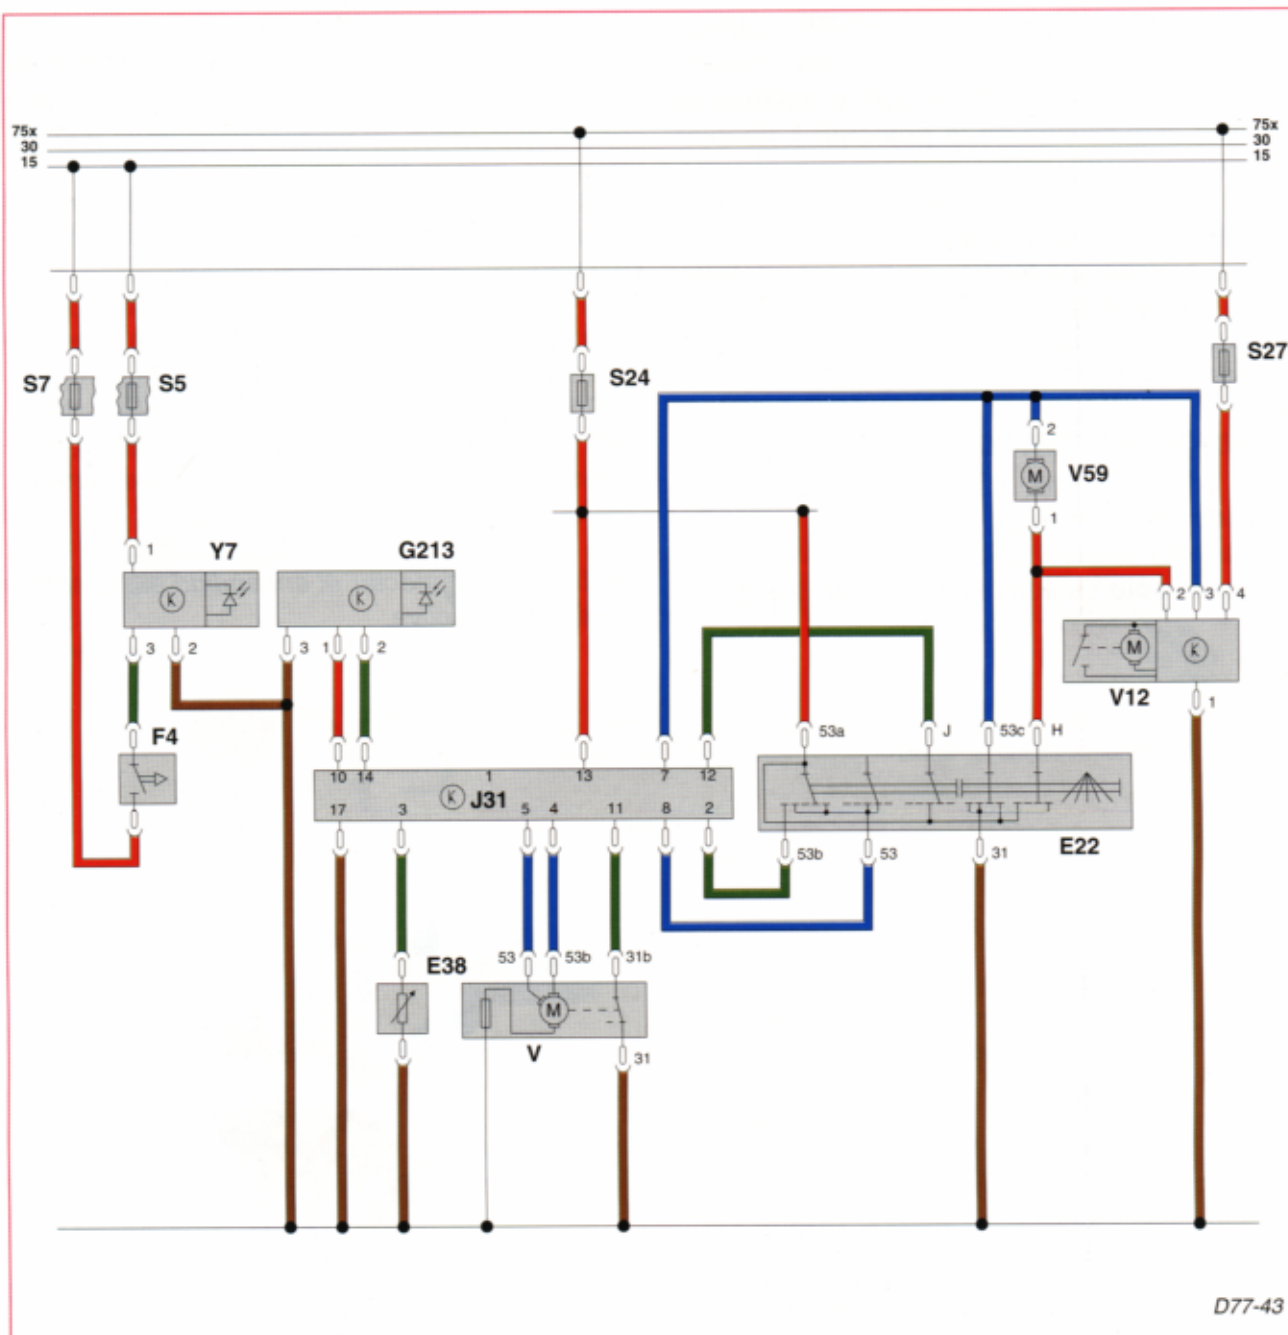 75x 75x
30 30
15 15
S7 S5 S24 S27
2
V59
1
1
Y7 G213
2 3 4
3 2 3 1 2
M K
V12
1
F4
53a J 53c H
10 14 1 13 7 12
K J31
17 3 5 4 11 8 2
E22
53b 53 31
E38
53 53b 31b
M
V
31
D77-43